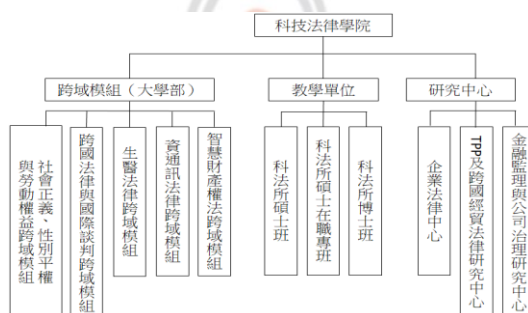 科技法律學院
跨域模組（大學部）
教學單位
研究中心
社會正義、性別平權
與勞動權益跨域模組
跨國法律與國際談判跨域模組
生醫法律跨域模組
資通訊法律跨域模組
智慧財產權法跨域模組
科法所碩士班
科法所碩士在職專班
科法所博士班
企業法律中心
TPP及跨國經貿法律研究中心
金融監理與公司治理研究中心